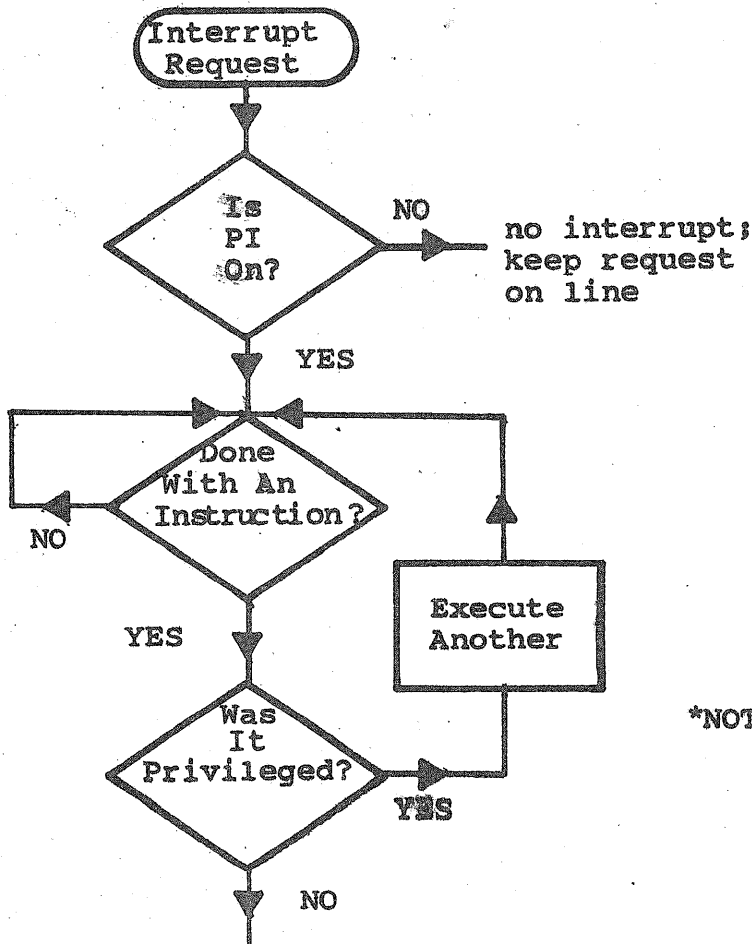 Interrupt
Request
Is
PI
On?
NO
no interrupt;
keep request
on line
YES
Done
With An
Instruction?
NO
Execute
Another
YES
Was
It
Privileged?
*NOT
YES
NO